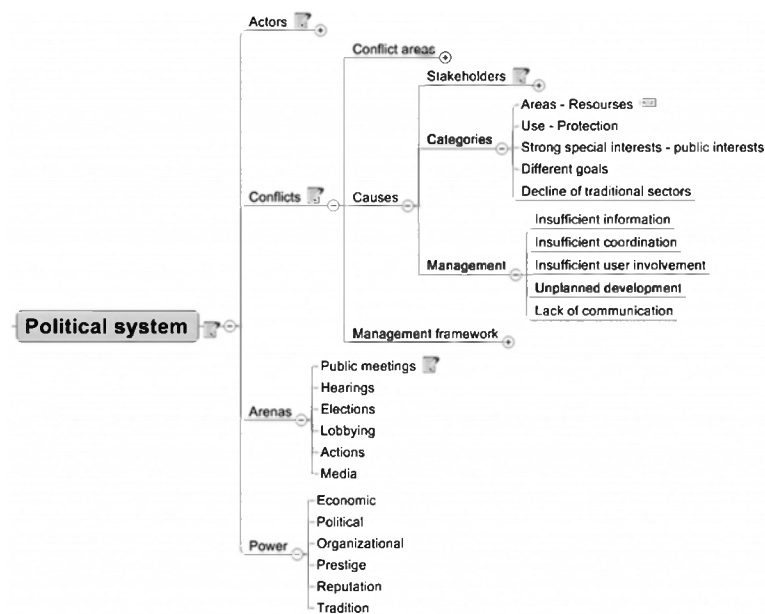 Actors
Conflict areas
Stakeholders
Areas - Resourses
Use - Protection
Categories
Strong special interests - public interests
Different goals
Decline of traditional sectors
Conflicts
Causes
Insufficient information
Insufficient coordination
Management
Insufficient user involvement
Unplanned development
Lack of communication
Political system
Management framework
Public meetings
Hearings
Elections
Arenas
Lobbying
Actions
Media
Economic
Political
Organizational
Power
Prestige
Reputation
Tradition